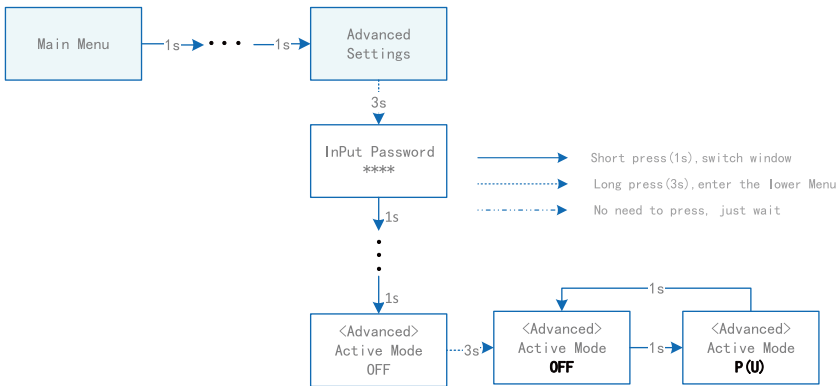 Main Menu
1s
• • •
1s
Advanced
Settings
3s
InPut Password
****
1s
1s
Short press(1s),switch window
Long press(3s),enter the lower Menu
No need to press, just wait
<Advanced>
Active Mode
OFF
3s
<Advanced>
Active Mode
OFF
1s
1s
<Advanced>
Active Mode
P(U)